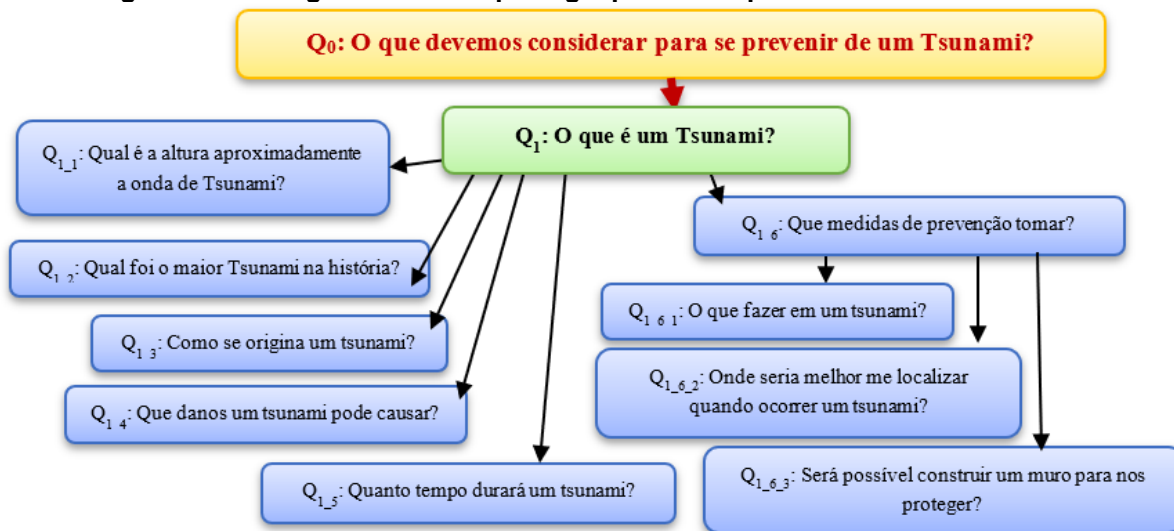 Q0: O que devemos considerar para se prevenir de um Tsunami?
Q1: O que é um Tsunami?
Q1_1: Qual é a altura aproximadamente
a onda de Tsunami?
Q1_2: Qual foi o maior Tsunami na história?
Q1_3: Como se origina um tsunami?
Q1_4: Que danos um tsunami pode causar?
Q1_5: Quanto tempo durará um tsunami?
Q1_6: Que medidas de prevenção tomar?
Q1_6_1: O que fazer em um tsunami?
Q1_6_2: Onde seria melhor me localizar
quando ocorrer um tsunami?
Q1_6_3: Será possível construir um muro para nos
proteger?